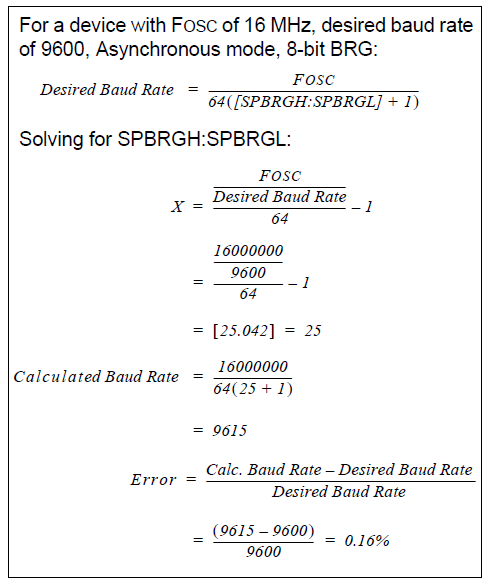 For a device with FOSC of 16 MHz, desired baud rate
of 9600, Asynchronous mode, 8-bit BRG:
Desired Baud Rate = FOSC / 64([SPBRGH:SPBRGL] + 1)
Solving for SPBRGH:SPBRGL:
X = ((FOSC / Desired Baud Rate) / 64) – 1
= ((16000000 / 9600) / 64) – 1
= [25.042] = 25
Calculated Baud Rate = 16000000 / 64(25 + 1)
= 9615
Error = (Calc. Baud Rate – Desired Baud Rate) / Desired Baud Rate
= (9615 – 9600) / 9600 = 0.16%